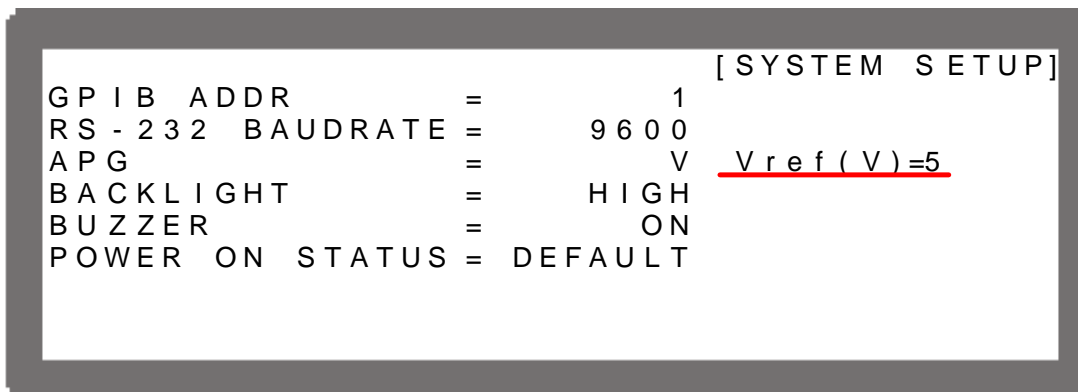 [SYSTEM SETUP]
GPIB ADDR = 1
RS-232 BAUDRATE = 9600
APG = V Vref(V)=5
BACKLIGHT = HIGH
BUZZER = ON
POWER ON STATUS = DEFAULT